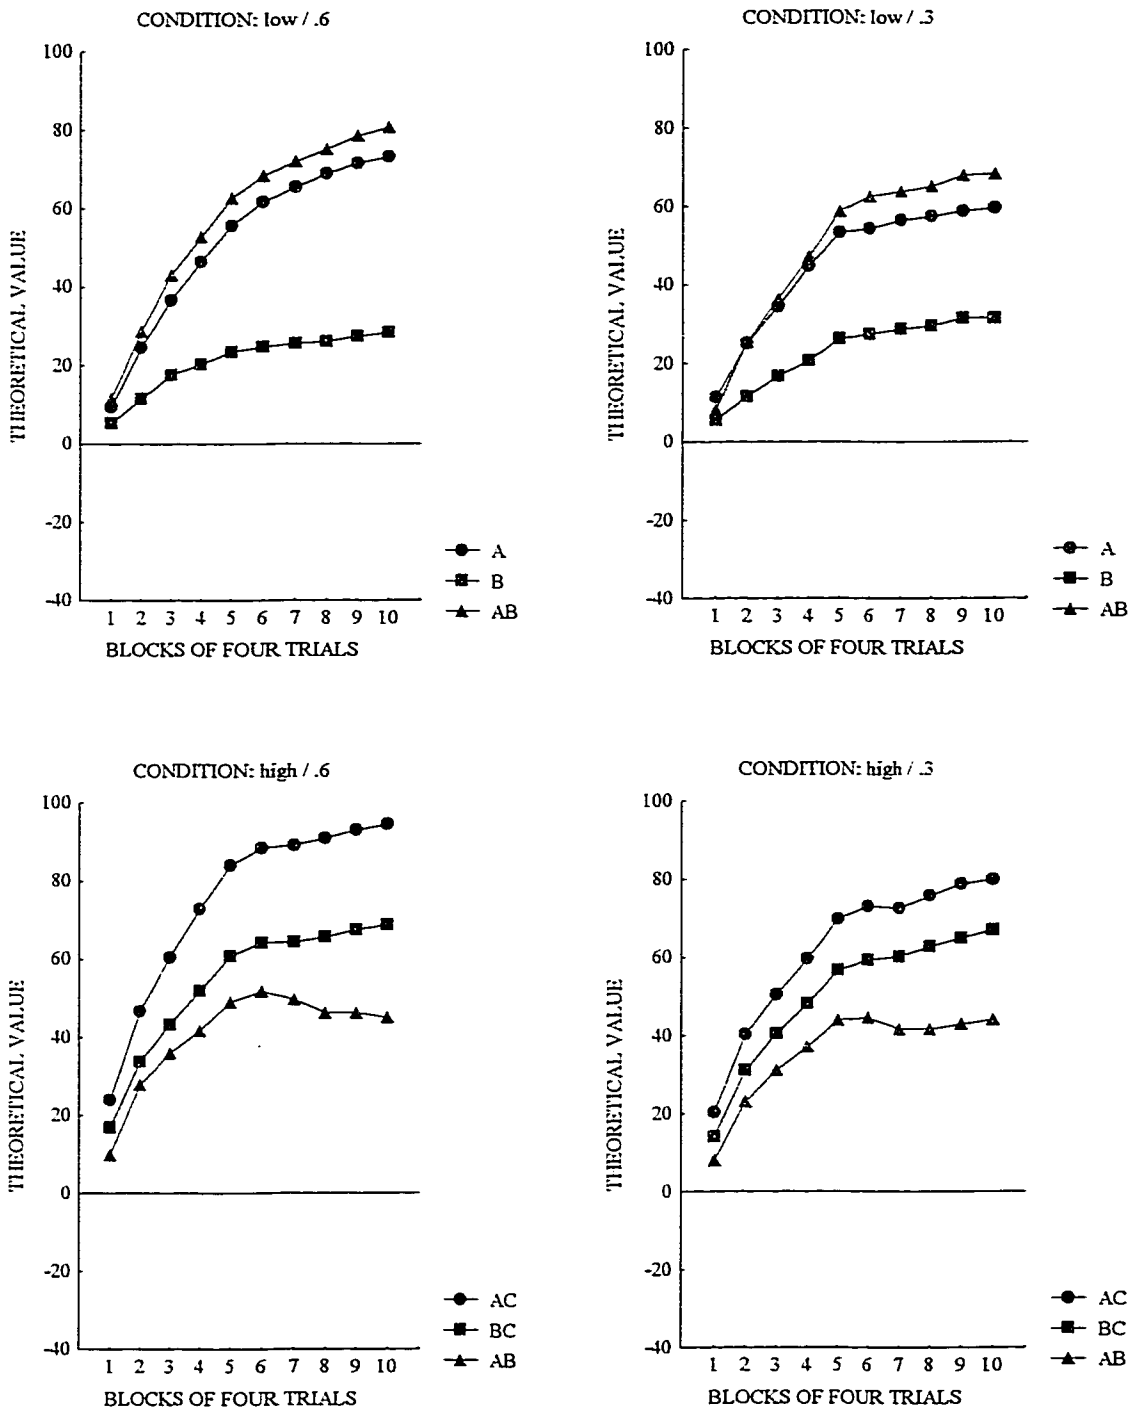 CONDITION: low / .6
100
80
60
40
20
0
-20
-40
THEORETICAL VALUE
1 2 3 4 5 6 7 8 9 10
BLOCKS OF FOUR TRIALS
A
B
AB
CONDITION: low / .3
100
80
60
40
20
0
-20
-40
THEORETICAL VALUE
1 2 3 4 5 6 7 8 9 10
BLOCKS OF FOUR TRIALS
A
B
AB
CONDITION: high / .6
100
80
60
40
20
0
-20
-40
THEORETICAL VALUE
1 2 3 4 5 6 7 8 9 10
BLOCKS OF FOUR TRIALS
AC
BC
AB
CONDITION: high / .3
100
80
60
40
20
0
-20
-40
THEORETICAL VALUE
1 2 3 4 5 6 7 8 9 10
BLOCKS OF FOUR TRIALS
AC
BC
AB